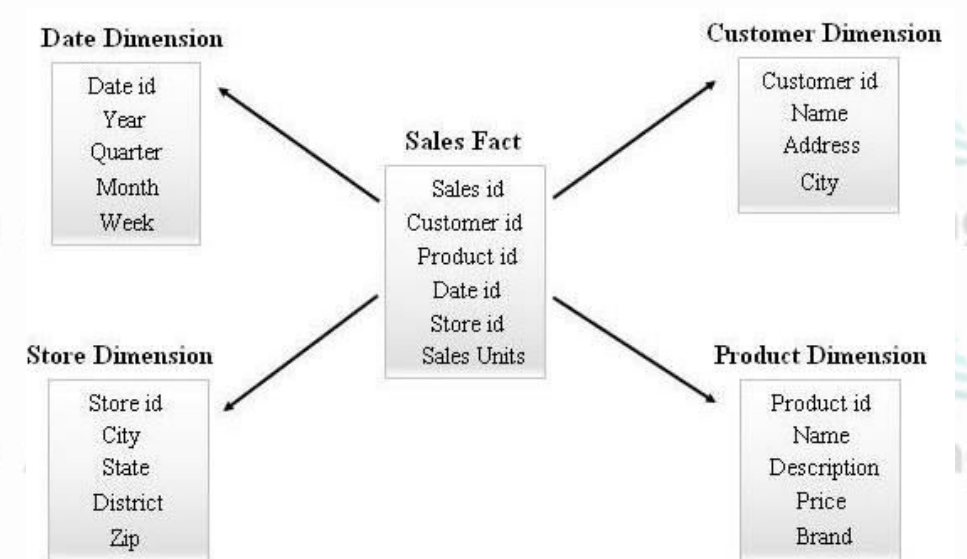 Date Dimension
Date id
Year
Quarter
Month
Week
Customer Dimension
Customer id
Name
Address
City
Sales Fact
Sales id
Customer id
Product id
Date id
Store id
Sales Units
Store Dimension
Store id
City
State
District
Zip
Product Dimension
Product id
Name
Description
Price
Brand